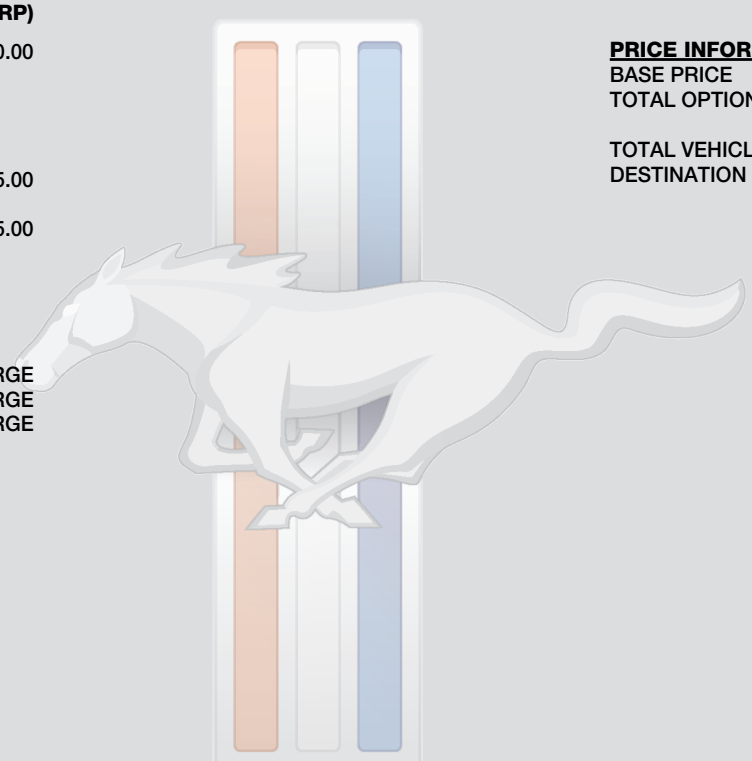 RP)
0.00
5.00
5.00
RGE
RGE
RGE
PRICE INFOR
BASE PRICE
TOTAL OPTION
TOTAL VEHICL
DESTINATION